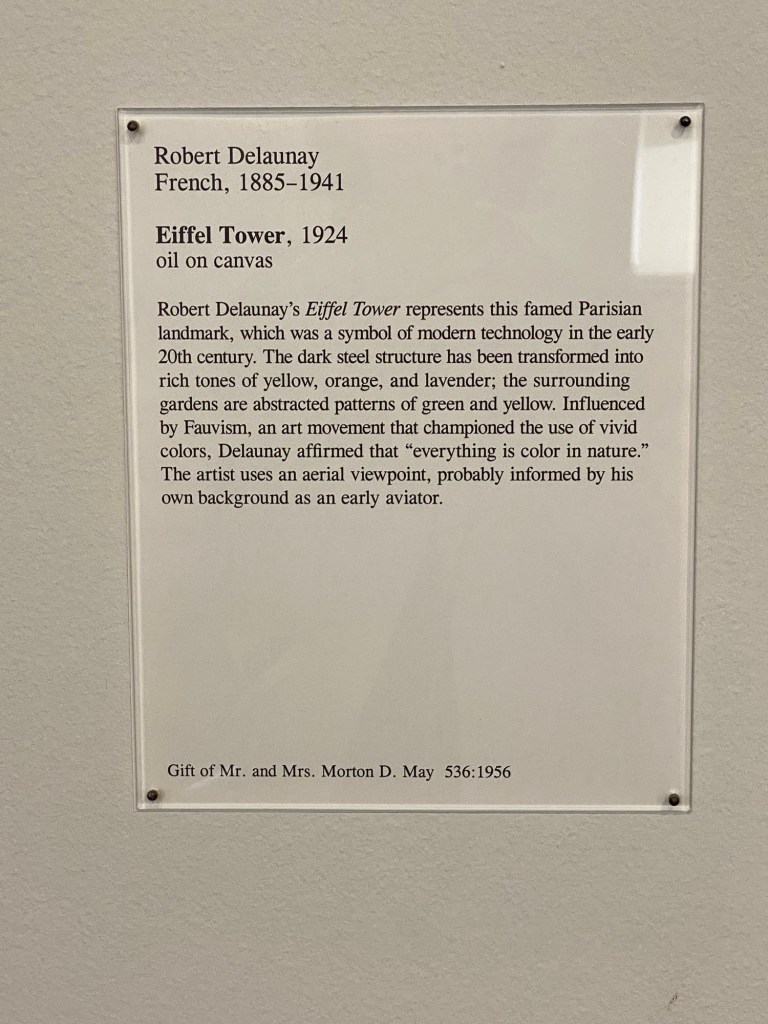 Robert Delaunay
French, 1885–1941
Eiffel Tower, 1924
oil on canvas
Robert Delaunay’s Eiffel Tower represents this famed Parisian
landmark, which was a symbol of modern technology in the early
20th century. The dark steel structure has been transformed into
rich tones of yellow, orange, and lavender; the surrounding
gardens are abstracted patterns of green and yellow. Influenced
by Fauvism, an art movement that championed the use of vivid
colors, Delaunay affirmed that “everything is color in nature.”
The artist uses an aerial viewpoint, probably informed by his
own background as an early aviator.
Gift of Mr. and Mrs. Morton D. May 536:1956